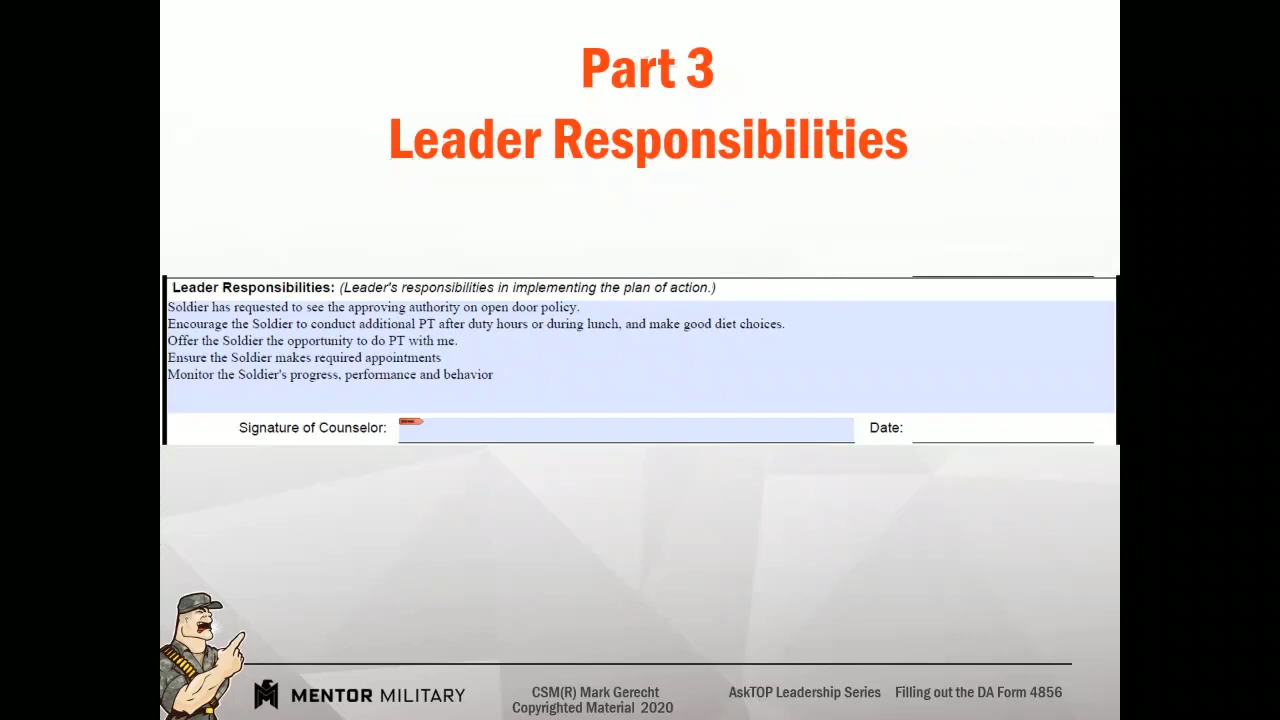 Part 3
Leader Responsibilities
Leader Responsibilities: (Leader's responsibilities in implementing the plan of action.)
Soldier has requested to see the approving authority on open door policy.
Encourage the Soldier to conduct additional PT after duty hours or during lunch, and make good diet choices.
Offer the Soldier the opportunity to do PT with me.
Ensure the Soldier makes required appointments
Monitor the Soldier's progress, performance and behavior
Signature of Counselor: Date:
MENTOR MILITARY
CSM(R) Mark Gerecht
Copyrighted Material 2020
AskTOP Leadership Series Filling out the DA Form 4856